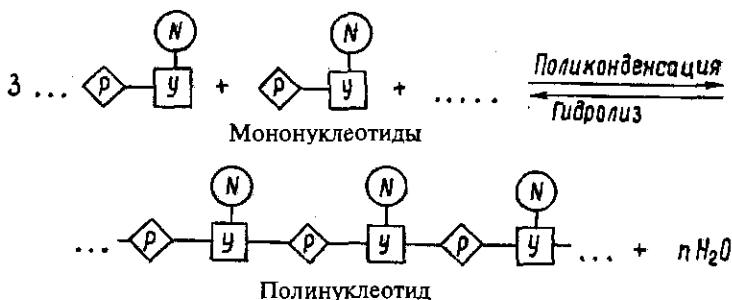 N N
3 ... P У + P У + ..... Поликонденсация
Гидролиз
Мононуклеотиды
N N N
... P У P У P У ... + nH₂O
Полинуклеотид